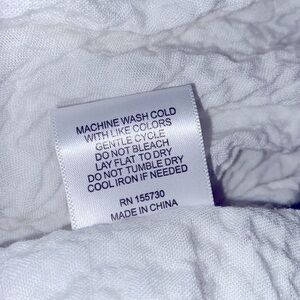 MACHINE WASH COLD
WITH LIKE COLORS
GENTLE CYCLE
DO NOT BLEACH
LAY FLAT TO DRY
DO NOT TUMBLE DRY
COOL IRON IF NEEDED
RN 155730
MADE IN CHINA